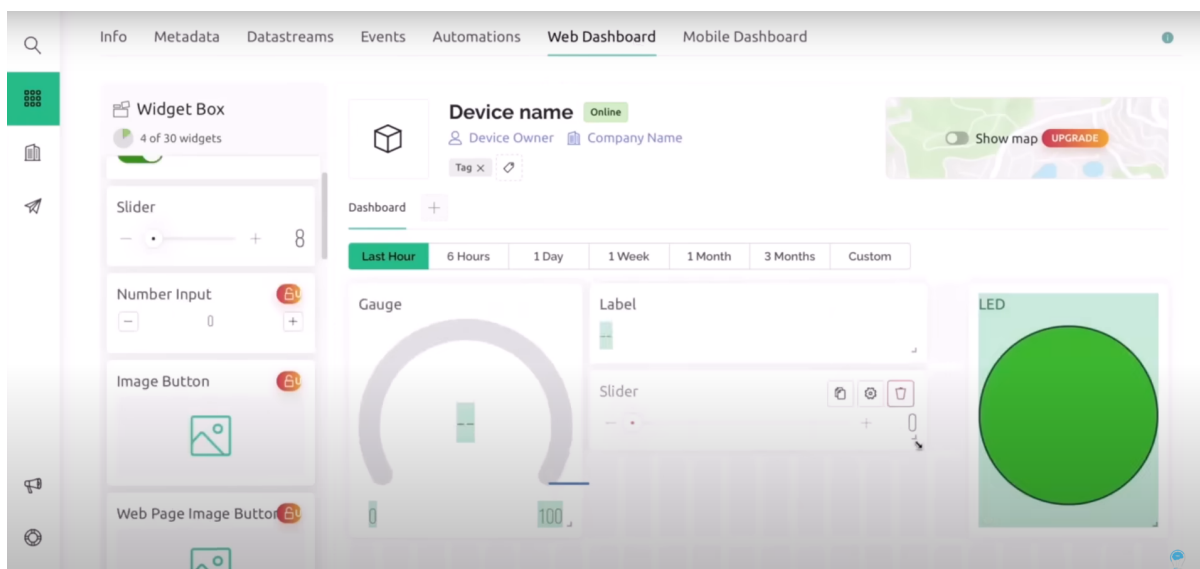 Info Metadata Datastreams Events Automations Web Dashboard Mobile Dashboard
Widget Box
4 of 30 widgets
Slider
8
Number Input
0
Image Button
Web Page Image Button
Device name Online
Device Owner Company Name
Tag
Show map UPGRADE
Dashboard
Last Hour 6 Hours 1 Day 1 Week 1 Month 3 Months Custom
Gauge
--
0 100
Label
--
Slider
0
LED